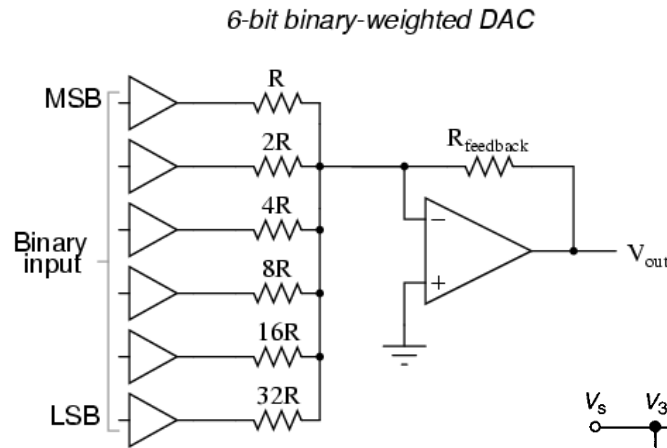 6-bit binary-weighted DAC
MSB
R
2R
4R
8R
16R
32R
Binary
input
LSB
R feedback
−
+
V out
V s
V 3